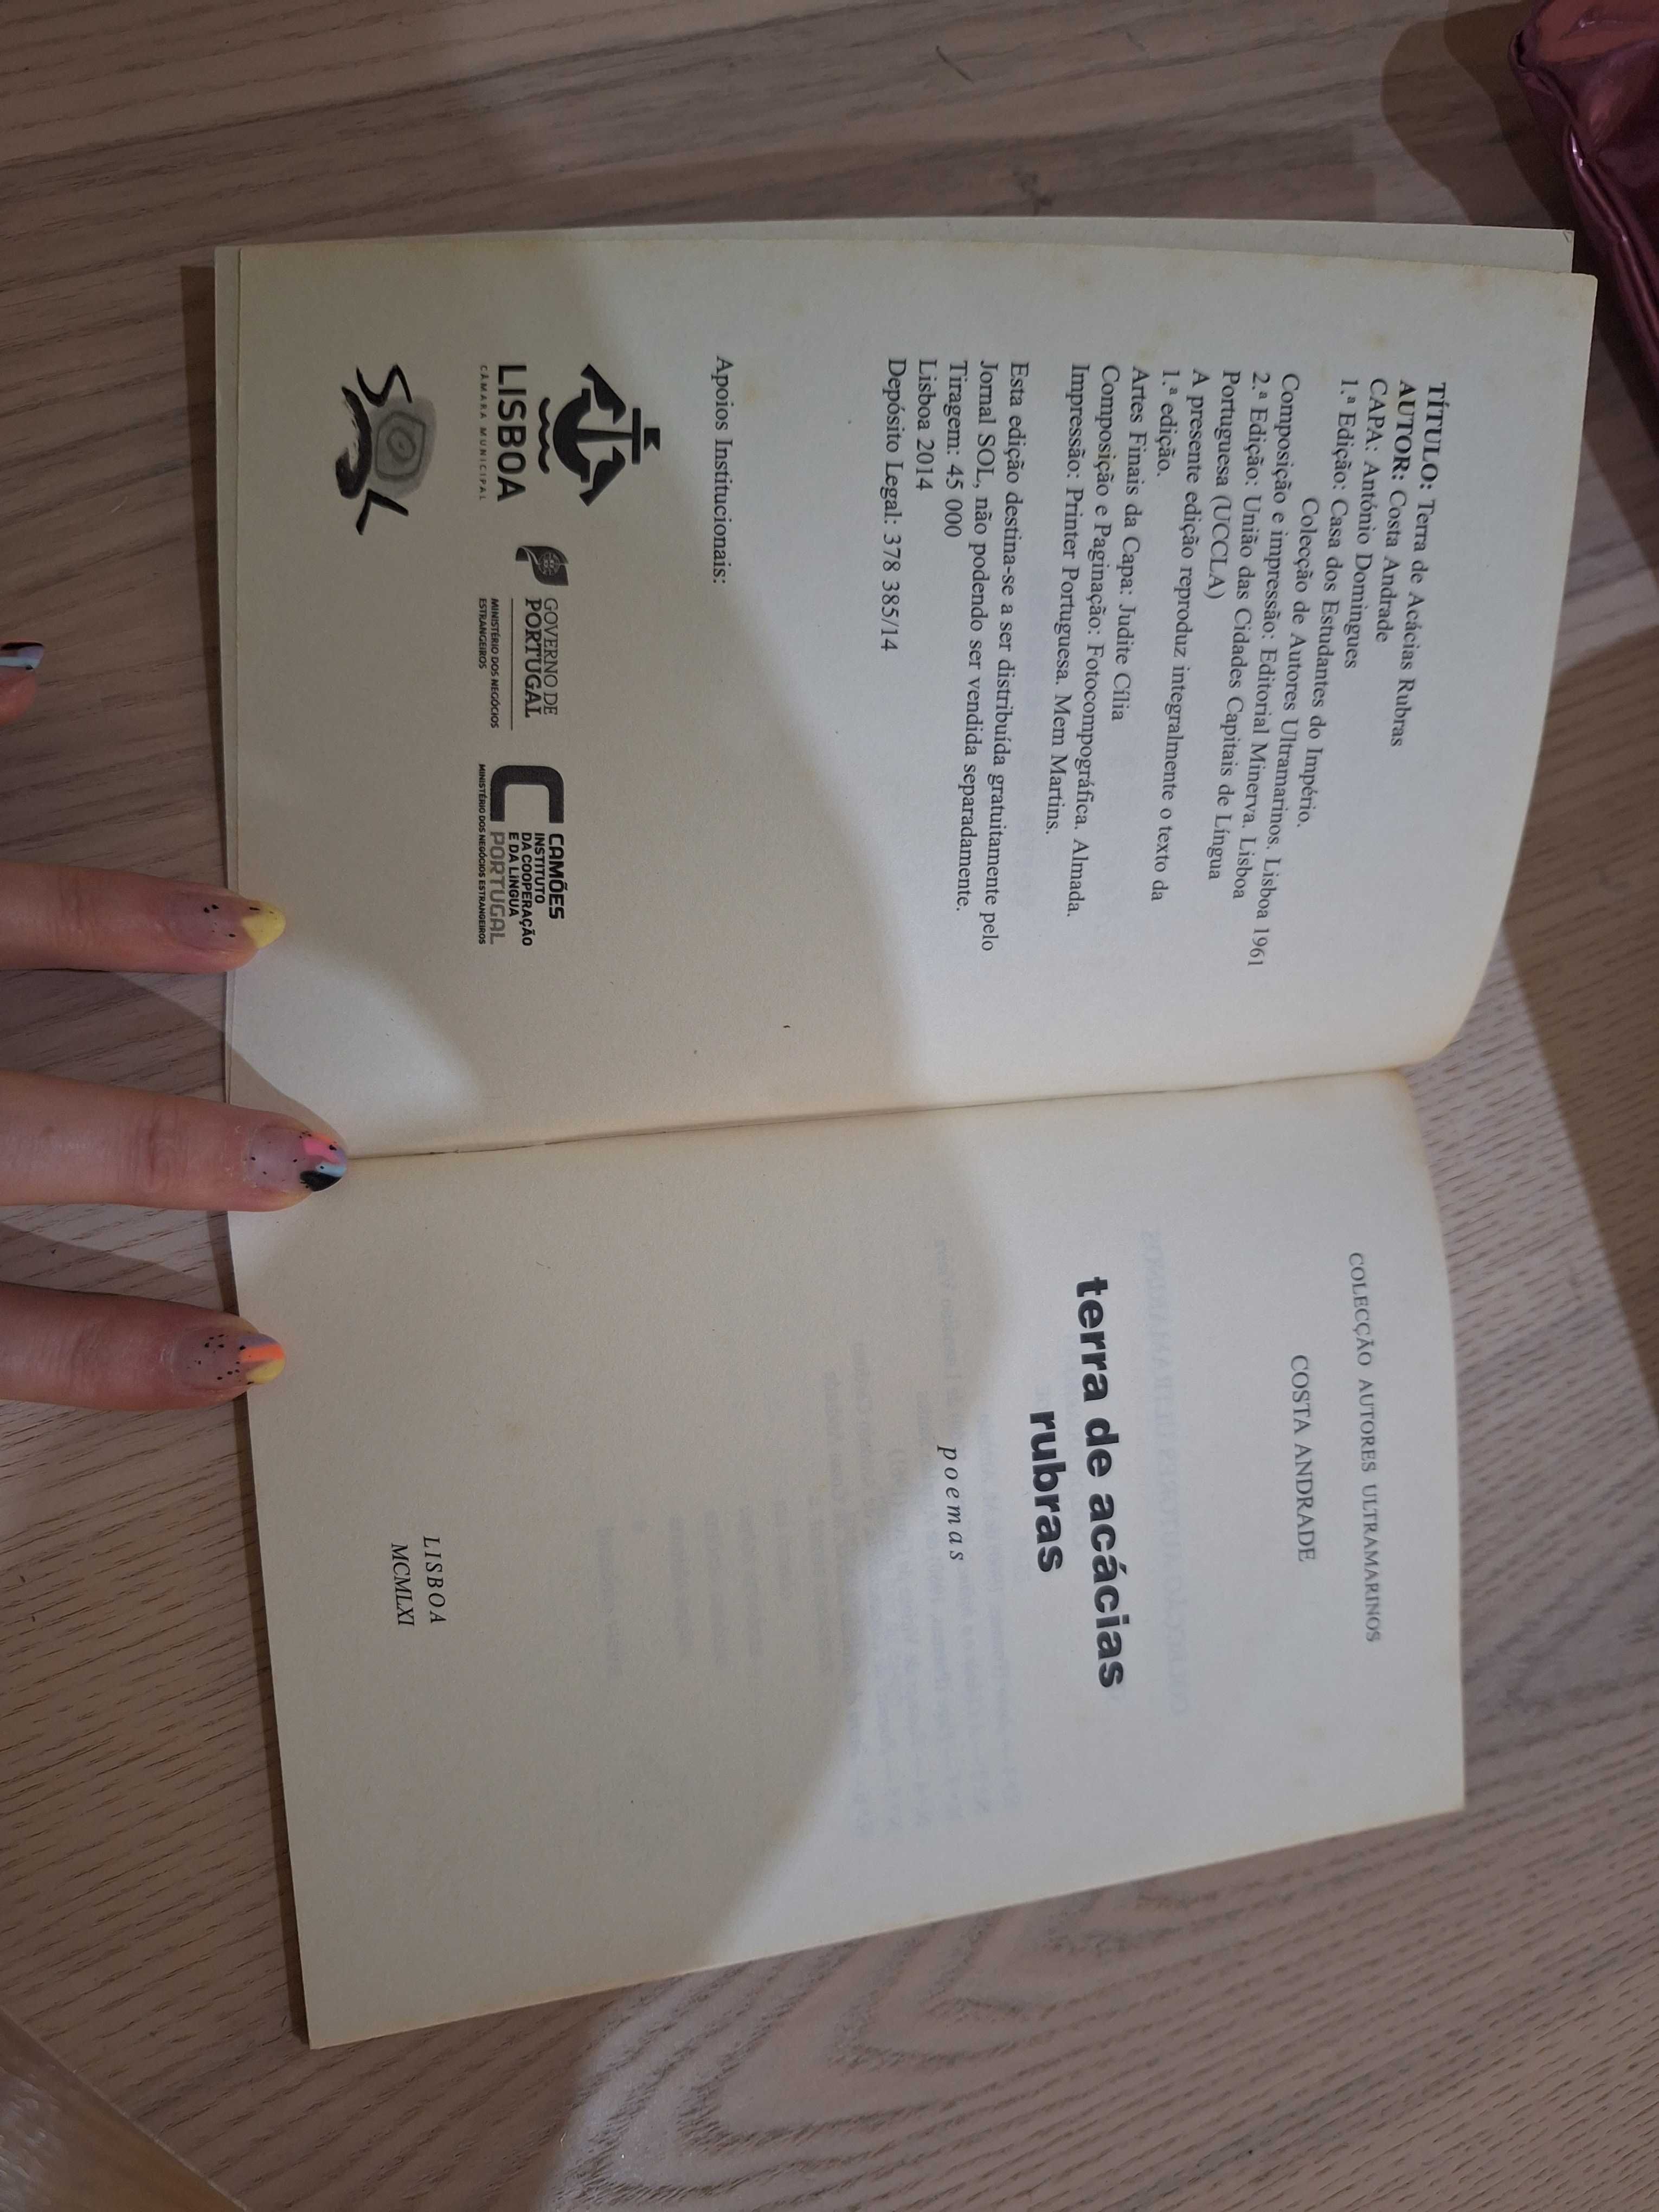 TÍTULO: Terra de Acácias Rubras
AUTOR: Costa Andrade
CAPA: António Domingues
1.ª Edição: Casa dos Estudantes do Império.
Colecção de Autores Ultramarinos. Lisboa 1961
Composição e impressão: Editorial Minerva. Lisboa
2.ª Edição: União das Cidades Capitais de Língua
Portuguesa (UCCLA)
A presente edição reproduz integralmente o texto da
1.ª edição.
Artes Finais da Capa: Judite Cília
Composição e Paginação: Fotocompográfica. Almada.
Impressão: Printer Portuguesa. Mem Martins.
Esta edição destina-se a ser distribuída gratuitamente pelo
Jornal SOL, não podendo ser vendida separadamente.
Tiragem: 45 000
Lisboa 2014
Depósito Legal: 378 385/14
Apoios Institucionais:
LISBOA
CÂMARA MUNICIPAL
GOVERNO DE
PORTUGAL
MINISTÉRIO DOS NEGÓCIOS
ESTRANGEIROS
CAMÕES
INSTITUTO
DA COOPERAÇÃO
E DA LÍNGUA
PORTUGAL
MINISTÉRIO DOS NEGÓCIOS ESTRANGEIROS
SOL
COLECÇÃO AUTORES ULTRAMARINOS
COSTA ANDRADE
terra de acácias
rubras
poemas
LISBOA
MCMLXI